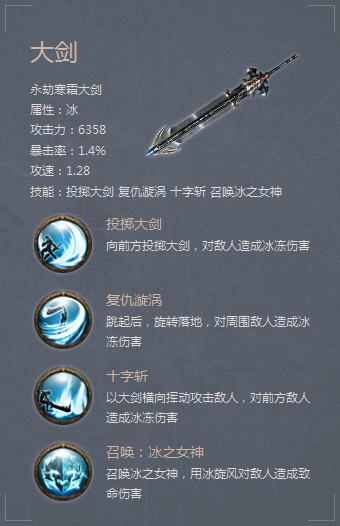 大剑
永劫寒霜大剑
属性：冰
攻击力：6358
暴击率：1.4%
攻速：1.28
技能：投掷大剑 复仇漩涡 十字斩 召唤冰之女神
投掷大剑
向前方投掷大剑，对敌人造成冰冻伤害
复仇漩涡
跳起后，旋转落地，对周围敌人造成冰
冻伤害
十字斩
以大剑横向挥动攻击敌人，对前方敌人
造成冰冻伤害
召唤：冰之女神
召唤冰之女神，用冰旋风对敌人造成致
命伤害